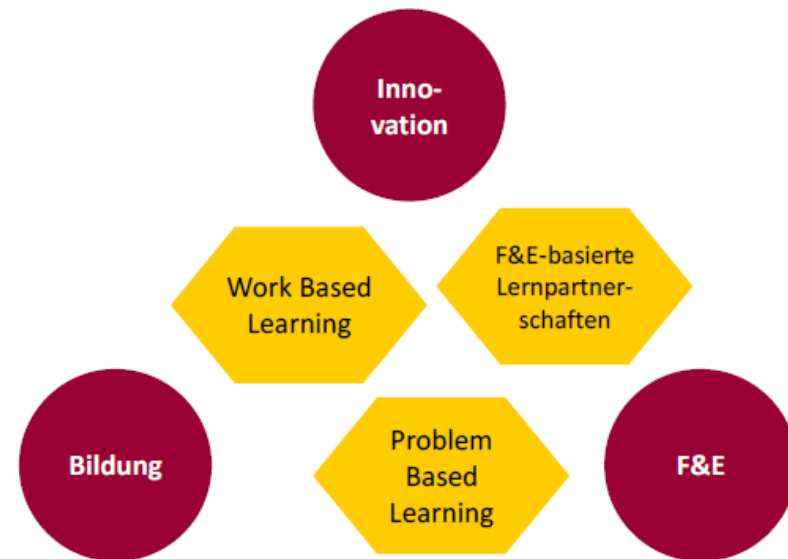 Inno-
vation
Work Based
Learning
F&E-basierte
Lernpartner-
schaften
Bildung
Problem
Based
Learning
F&E